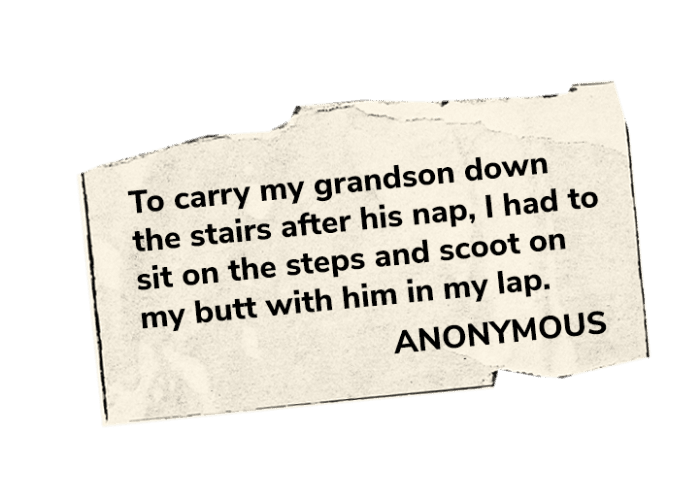 To carry my grandson down
the stairs after his nap, I had to
sit on the steps and scoot on
my butt with him in my lap.
ANONYMOUS